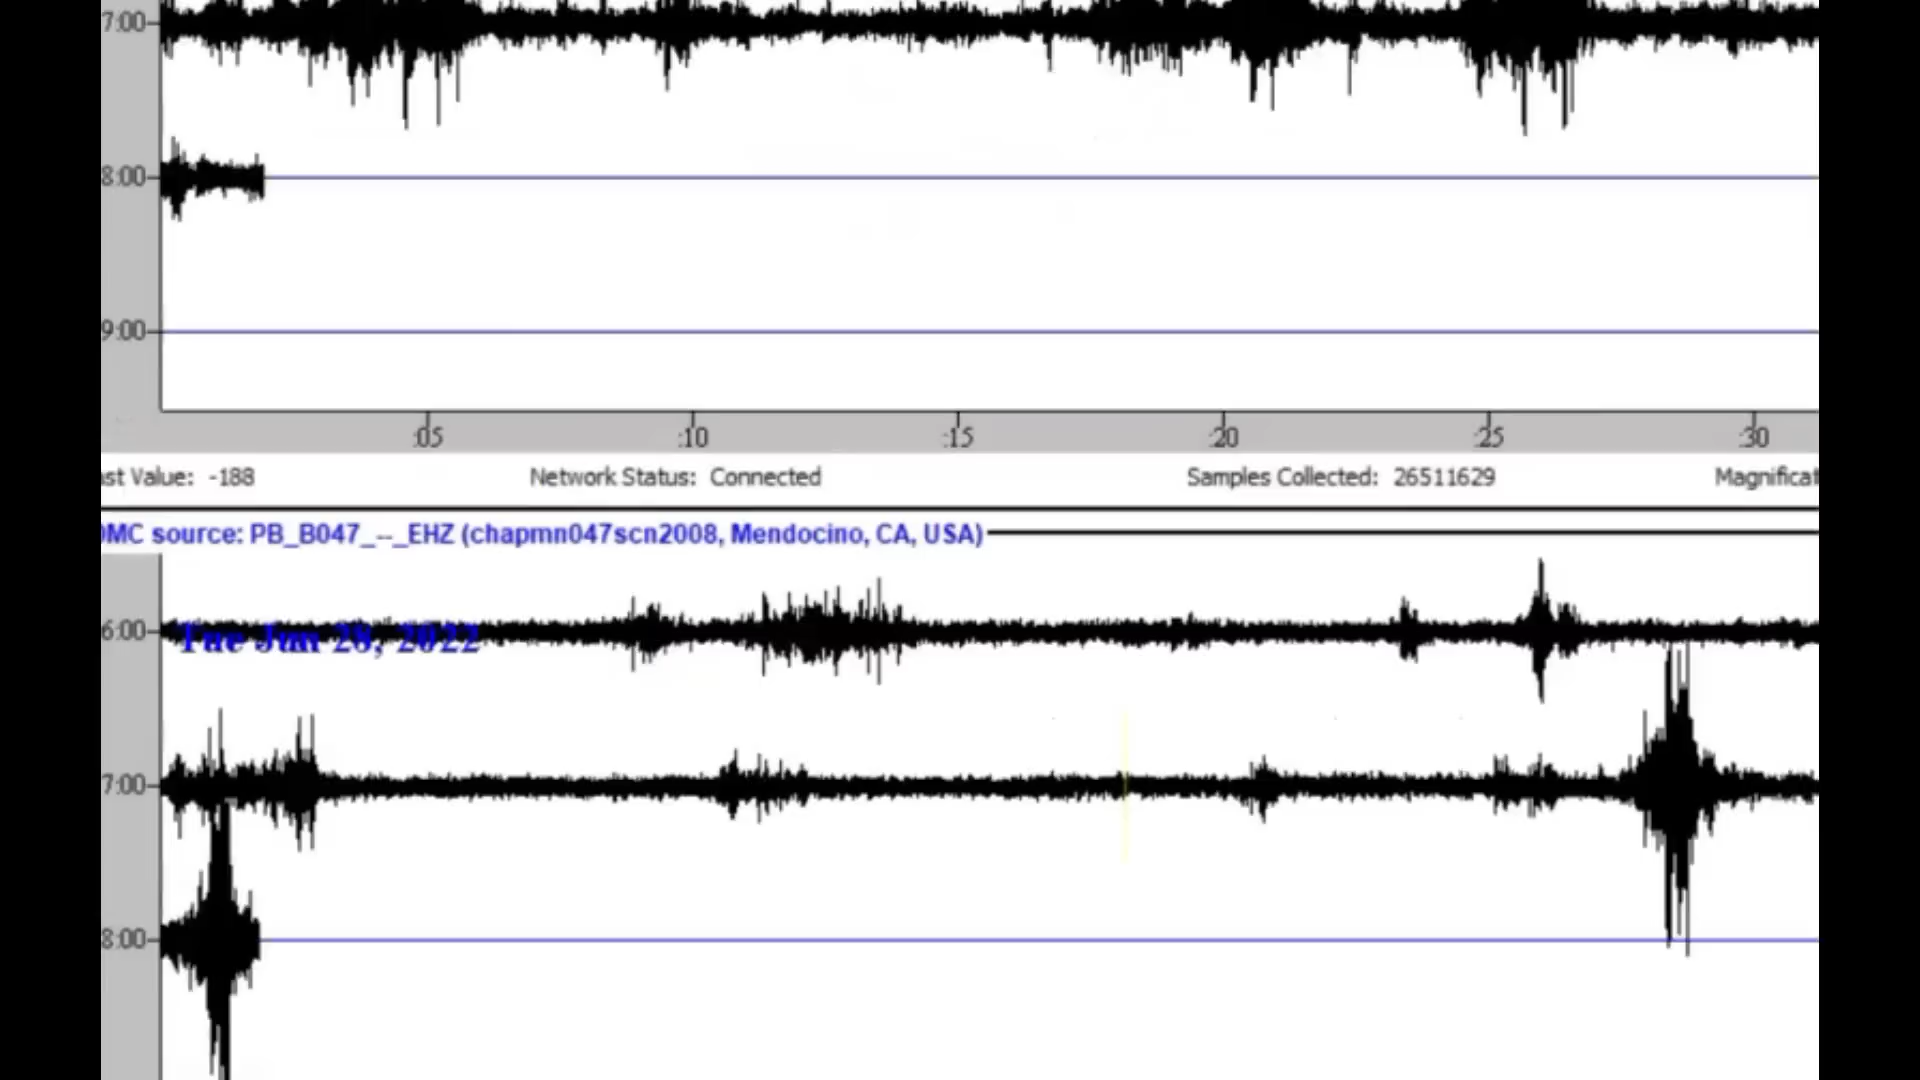 7:00
8:00
9:00
:05 :10 :15 :20 :25 :30
ast Value: -188 Network Status: Connected Samples Collected: 26511629 Magnificat
DMC source: PB_B047_--_EHZ (chapmn047scn2008, Mendocino, CA, USA)
6:00 Tue Jun 28, 2022
7:00
8:00